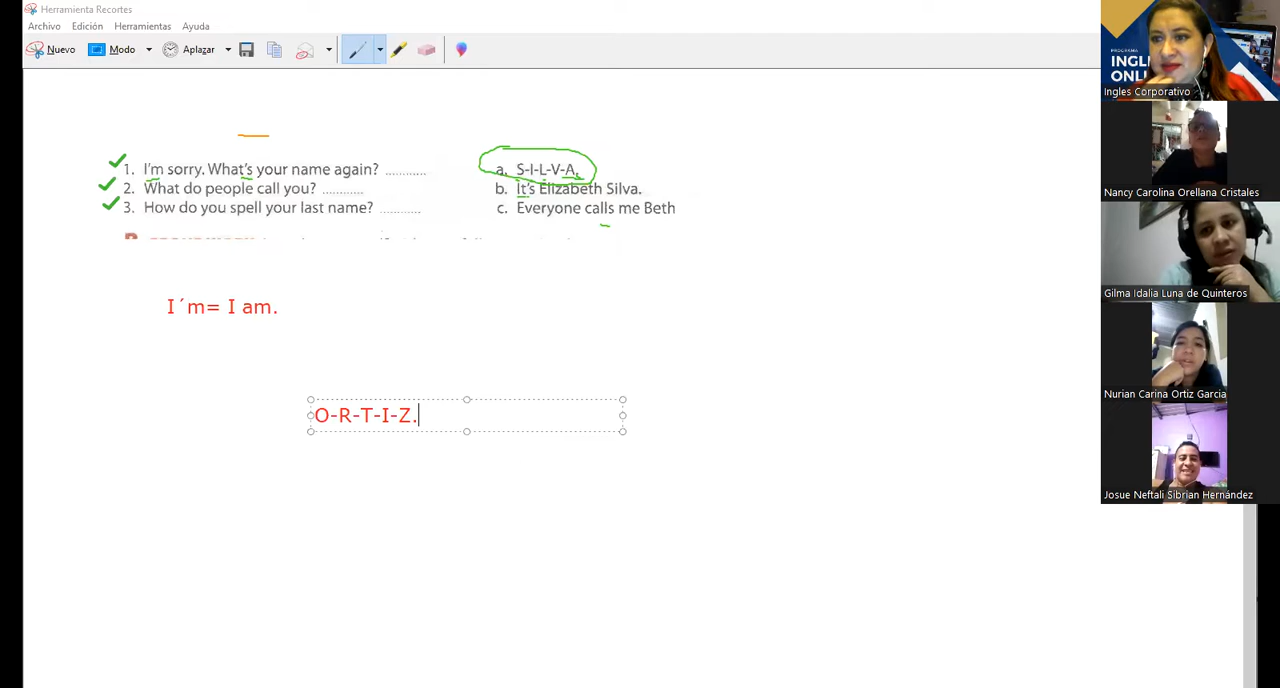 Herramienta Recortes
Archivo Edición Herramientas Ayuda
Nuevo Modo Aplazar
1. I'm sorry. What's your name again? ............
2. What do people call you? ............
3. How do you spell your last name? ............
a. S-I-L-V-A.
b. It's Elizabeth Silva.
c. Everyone calls me Beth
I´m= I am.
O-R-T-I-Z.
PROGRAMA
Ingles Corporativo
Nancy Carolina Orellana Cristales
Gilma Idalia Luna de Quinteros
Nurian Carina Ortiz Garcia
Josue Neftali Sibrian Hernández